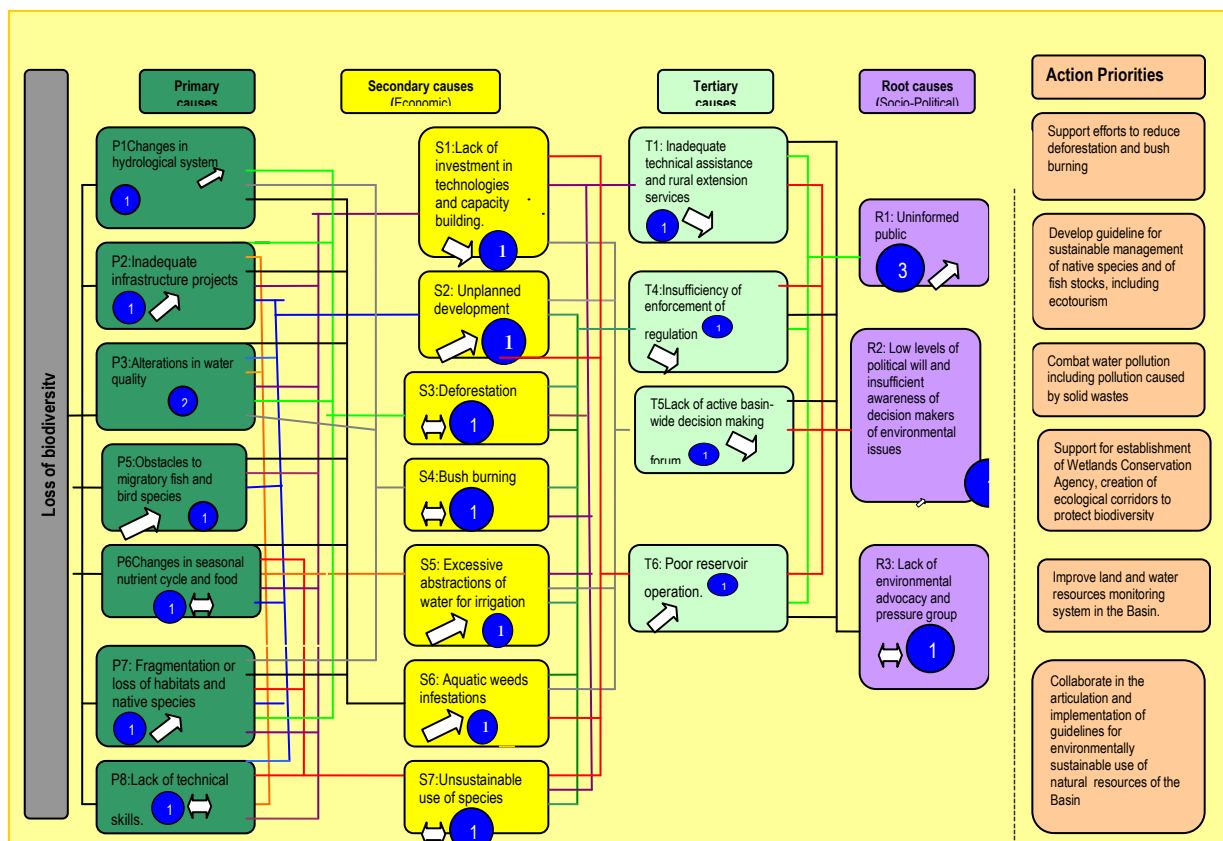 Loss of biodiversity
Primary
causes
P1Changes in
hydrological system
1
P2:Inadequate
infrastructure projects
1
P3:Alterations in water
quality
2
P5:Obstacles to
migratory fish and
bird species
1
P6Changes in seasonal
nutrient cycle and food
1
P7: Fragmentation or
loss of habitats and
native species
1
P8:Lack of technical
1
skills.
Secondary causes
(Economic)
S1:Lack of
investment in
technologies
and capacity
building.
1
S2: Unplanned
development
1
S3:Deforestation
1
S4:Bush burning
1
S5: Excessive
abstractions of
water for irrigation
1
S6: Aquatic weeds
infestations
1
S7:Unsustainable
use of species
1
Tertiary
causes
T1: Inadequate
technical assistance
and rural extension
services
1
T4:Insufficiency of
enforcement of
regulation 1
T5Lack of active basin-
wide decision making
forum 1
T6: Poor reservoir
operation. 1
Root causes
(Socio-Political)
R1: Uninformed
public
3
R2: Low levels of
political will and
insufficient
awareness of
decision makers
of environmental
issues
R3: Lack of
environmental
advocacy and
pressure group
1
Action Priorities
Support efforts to reduce
deforestation and bush
burning
Develop guideline for
sustainable management
of native species and of
fish stocks, including
ecotourism
Combat water pollution
including pollution caused
by solid wastes
Support for establishment
of Wetlands Conservation
Agency, creation of
ecological corridors to
protect biodiversity
Improve land and water
resources monitoring
system in the Basin.
Collaborate in the
articulation and
implementation of
guidelines for
environmentally
sustainable use of
natural resources of the
Basin